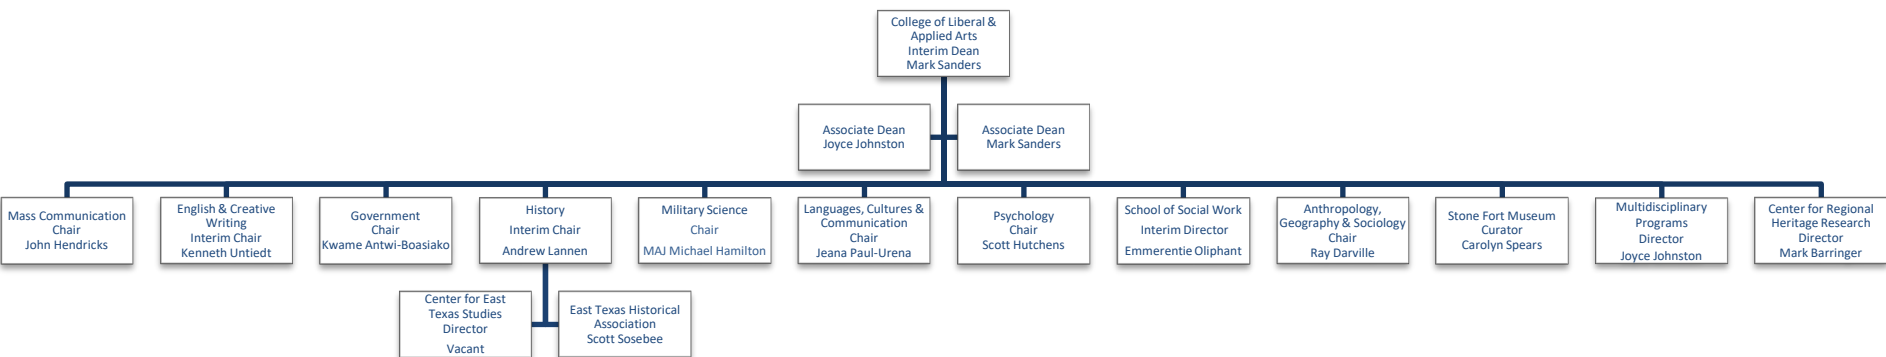 College of Liberal &
Applied Arts
Interim Dean
Mark Sanders
Associate Dean
Joyce Johnston
Associate Dean
Mark Sanders
Mass Communication
Chair
John Hendricks
English & Creative
Writing
Interim Chair
Kenneth Untiedt
Government
Chair
Kwame Antwi-Boasiako
History
Interim Chair
Andrew Lannen
Military Science
Chair
MAJ Michael Hamilton
Languages, Cultures &
Communication
Chair
Jeana Paul-Urena
Psychology
Chair
Scott Hutchens
School of Social Work
Interim Director
Emmerentie Oliphant
Anthropology,
Geography & Sociology
Chair
Ray Darville
Stone Fort Museum
Curator
Carolyn Spears
Multidisciplinary
Programs
Director
Joyce Johnston
Center for Regional
Heritage Research
Director
Mark Barringer
Center for East
Texas Studies
Director
Vacant
East Texas Historical
Association
Scott Sosebee